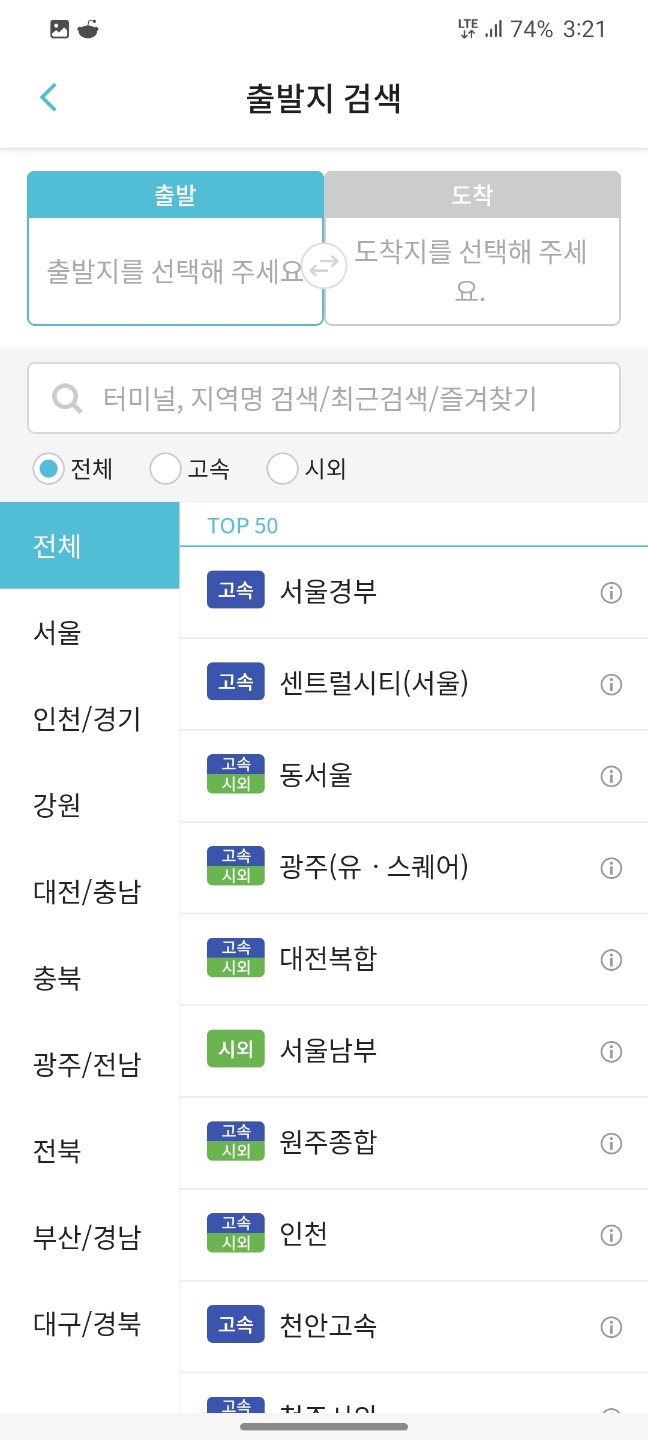 LTE 74% 3:21
출발지 검색
출발
도착
출발지를 선택해 주세요
도착지를 선택해 주세
요.
터미널, 지역명 검색/최근검색/즐겨찾기
전체 고속 시외
전체
서울
인천/경기
강원
대전/충남
충북
광주/전남
전북
부산/경남
대구/경북
TOP 50
고속 서울경부
고속 센트럴시티(서울)
고속
시외
동서울
고속
시외
광주(유 · 스퀘어)
고속
시외
대전복합
시외 서울남부
고속
시외
원주종합
고속
시외
인천
고속 천안고속
고속